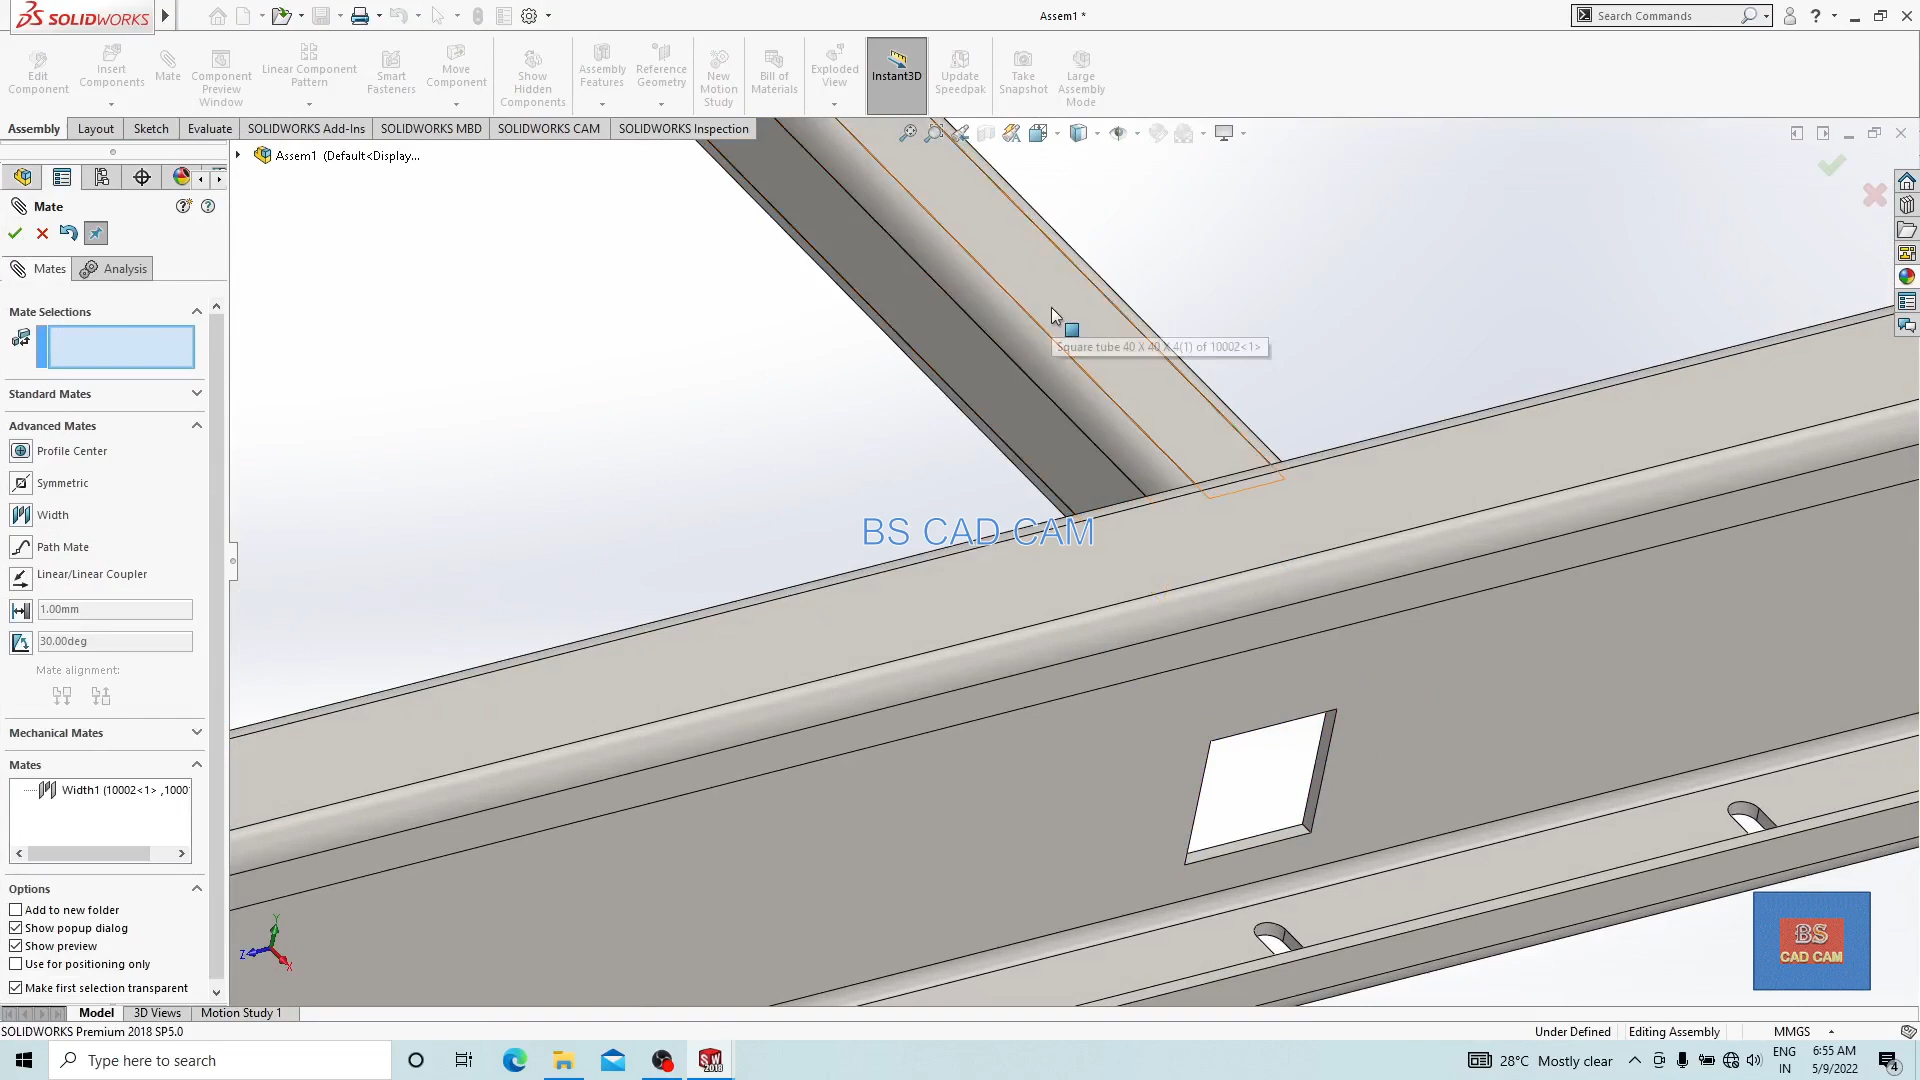 SOLIDWORKS
Assem1 *
Search Commands
Edit Component
Insert Components
Mate
Component Preview Window
Linear Component Pattern
Smart Fasteners
Move Component
Show Hidden Components
Assembly Features
Reference Geometry
New Motion Study
Bill of Materials
Exploded View
Instant3D
Update Speedpak
Take Snapshot
Large Assembly Mode
Assembly Layout Sketch Evaluate SOLIDWORKS Add-Ins SOLIDWORKS MBD SOLIDWORKS CAM SOLIDWORKS Inspection
Assem1 (Default<Display...
Mate
Mates Analysis
Mate Selections
Standard Mates
Advanced Mates
Profile Center
Symmetric
Width
Path Mate
Linear/Linear Coupler
1.00mm
30.00deg
Mate alignment:
Mechanical Mates
Mates
Width1 (10002<1> ,1000
Options
Add to new folder
Show popup dialog
Show preview
Use for positioning only
Make first selection transparent
Square tube 40 X 40 X 4(1) of 10002<1>
BS CAD CAM
Y
Z
X
BS
CAD CAM
Model 3D Views Motion Study 1
SOLIDWORKS Premium 2018 SP5.0
Under Defined Editing Assembly MMGS
Type here to search
SW
2018
28°C Mostly clear
ENG
IN
6:55 AM
5/9/2022
4